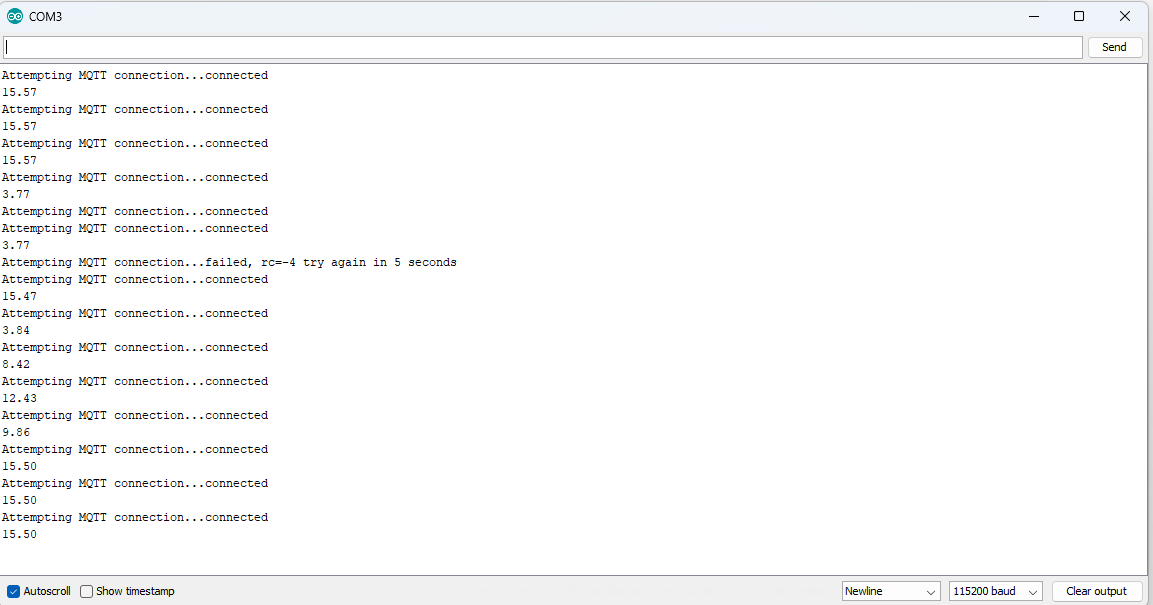 COM3
Send
Attempting MQTT connection...connected
15.57
Attempting MQTT connection...connected
15.57
Attempting MQTT connection...connected
15.57
Attempting MQTT connection...connected
3.77
Attempting MQTT connection...connected
Attempting MQTT connection...connected
3.77
Attempting MQTT connection...failed, rc=-4 try again in 5 seconds
Attempting MQTT connection...connected
15.47
Attempting MQTT connection...connected
3.84
Attempting MQTT connection...connected
8.42
Attempting MQTT connection...connected
12.43
Attempting MQTT connection...connected
9.86
Attempting MQTT connection...connected
15.50
Attempting MQTT connection...connected
15.50
Attempting MQTT connection...connected
15.50
Autoscroll Show timestamp Newline 115200 baud Clear output